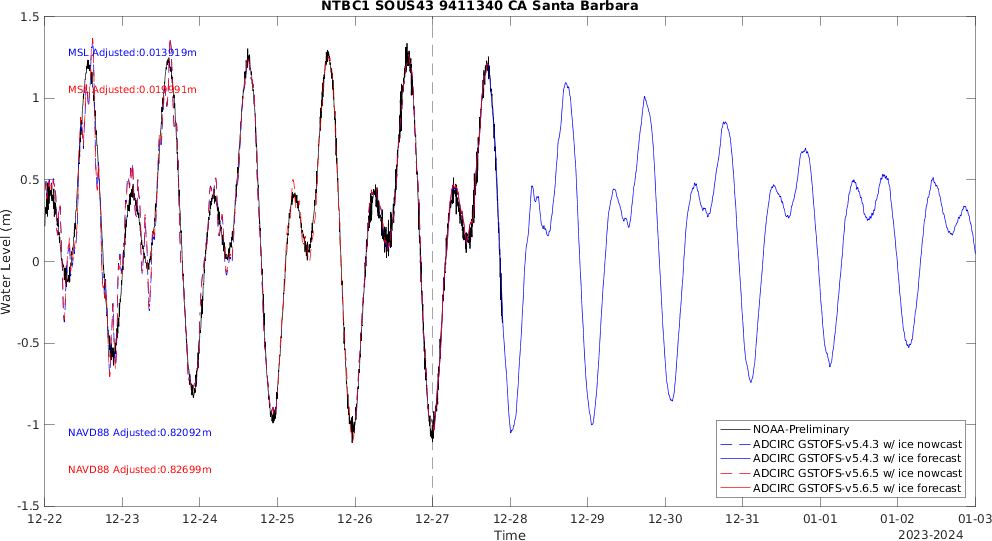 NTBC1 SOUS43 9411340 CA Santa Barbara
1.5
1
0.5
0
-0.5
-1
-1.5
Water Level (m)
MSL Adjusted:0.013919m
MSL Adjusted:0.019991m
NAVD88 Adjusted:0.82092m
NAVD88 Adjusted:0.82699m
NOAA-Preliminary
ADCIRC GSTOFS-v5.4.3 w/ ice nowcast
ADCIRC GSTOFS-v5.4.3 w/ ice forecast
ADCIRC GSTOFS-v5.6.5 w/ ice nowcast
ADCIRC GSTOFS-v5.6.5 w/ ice forecast
12-22 12-23 12-24 12-25 12-26 12-27 12-28 12-29 12-30 12-31 01-01 01-02 01-03
Time
2023-2024